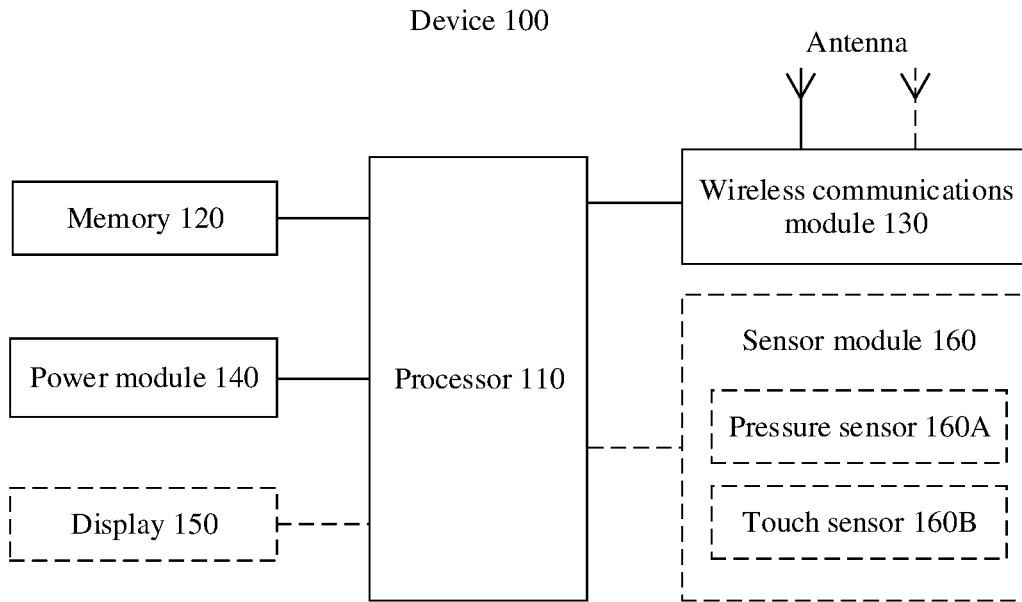 Device 100
Antenna
Memory 120
Wireless communications
module 130
Power module 140
Processor 110
Sensor module 160
Pressure sensor 160A
Display 150
Touch sensor 160B